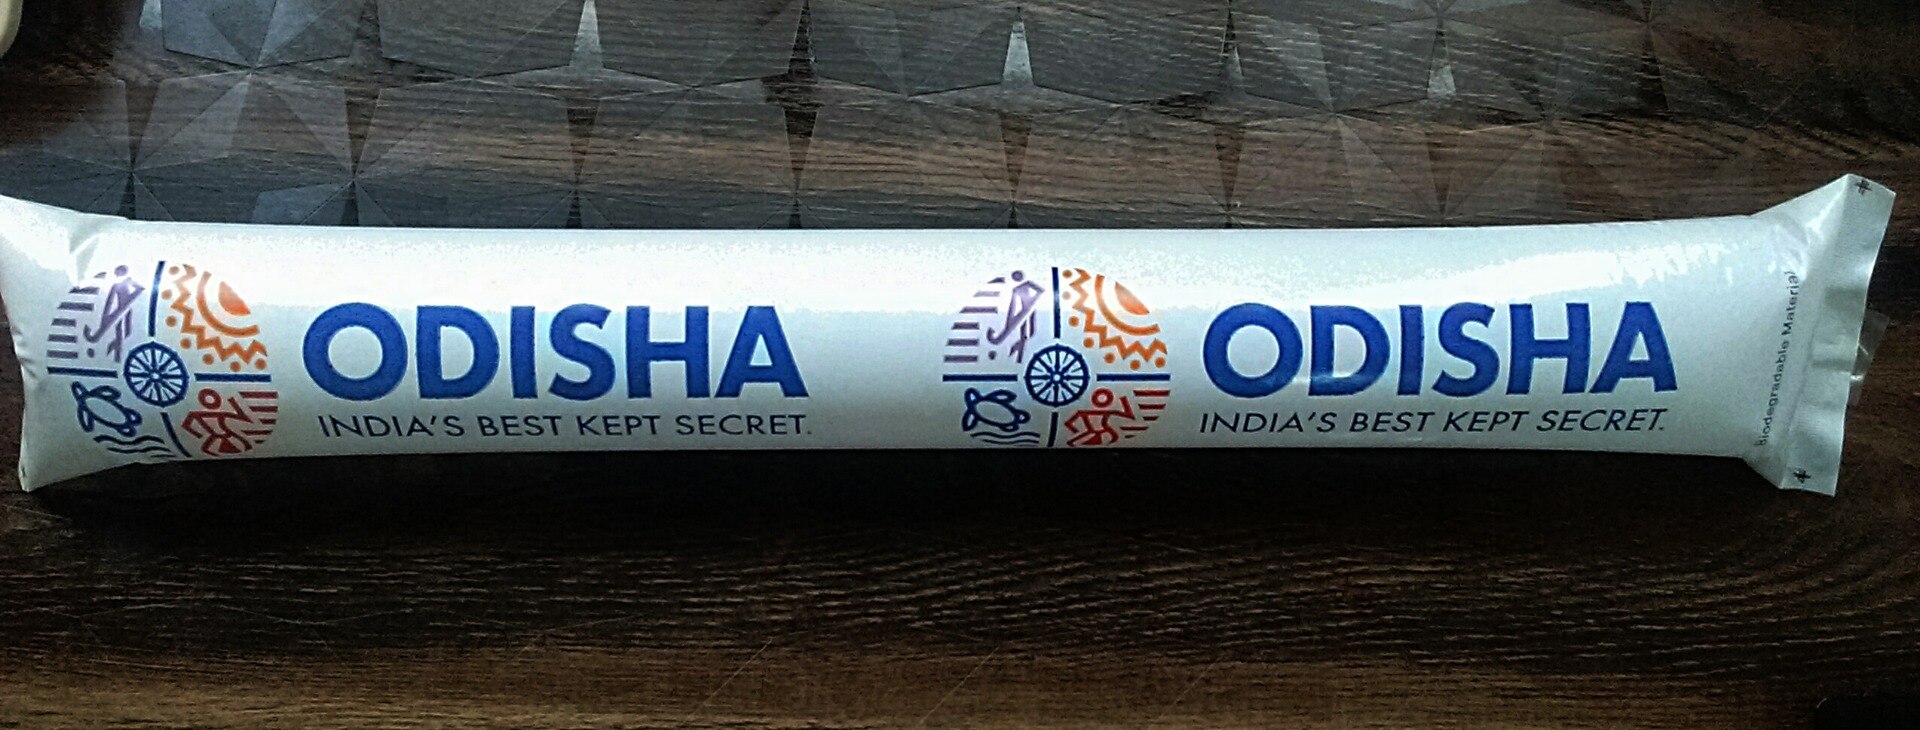 ODISHA
INDIA'S BEST KEPT SECRET.
ODISHA
INDIA'S BEST KEPT SECRET.
Biodegradable Material